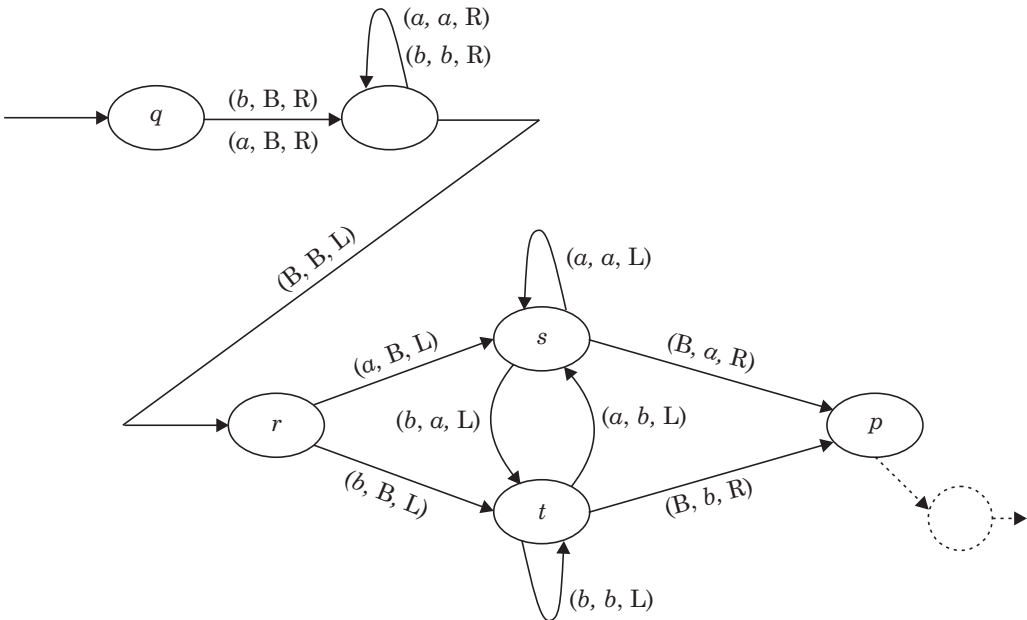 (a, a, R)
(b, b, R)
q
(b, B, R)
(a, B, R)
(B, B, L)
(a, a, L)
s
(a, B, L)
(B, a, R)
r
(b, a, L)
(a, b, L)
p
(b, B, L)
t
(B, b, R)
(b, b, L)